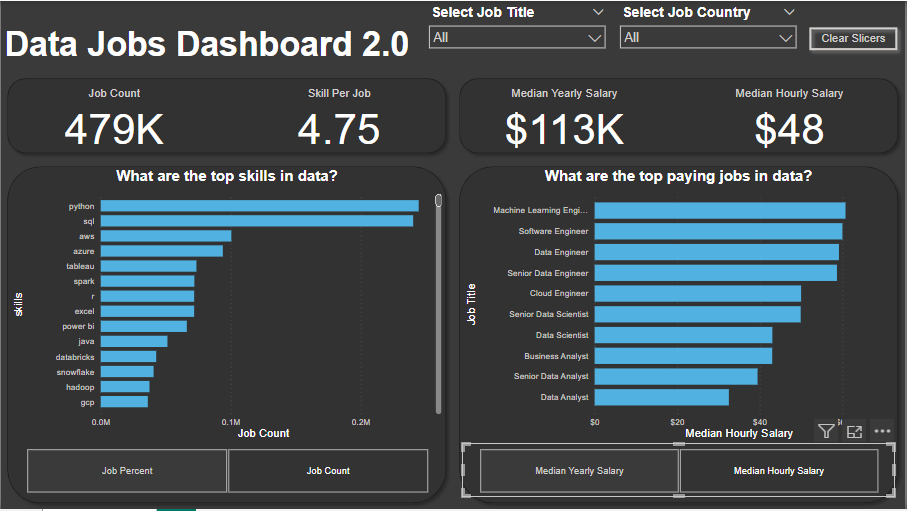 Select Job Title
Select Job Country
Data Jobs Dashboard 2.0
All
All
Clear Slicers
Job Count
Skill Per Job
Median Yearly Salary
Median Hourly Salary
479K
4.75
$113K
$48
What are the top skills in data?
python
sql
aws
azure
tableau
spark
r
excel
power bi
java
databricks
snowflake
hadoop
gcp
skills
0.0M
0.1M
0.2M
Job Count
Job Percent
Job Count
What are the top paying jobs in data?
Machine Learning Engi...
Software Engineer
Data Engineer
Senior Data Engineer
Cloud Engineer
Senior Data Scientist
Data Scientist
Business Analyst
Senior Data Analyst
Data Analyst
Job Title
$0
$20
$40
Median Hourly Salary
Median Yearly Salary
Median Hourly Salary